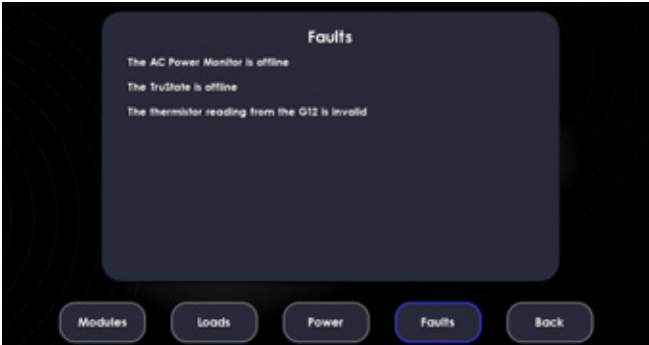 Faults
The AC Power Monitor is offline
The TruState is offline
The thermistor reading from the G12 is invalid
Modules
Loads
Power
Faults
Back